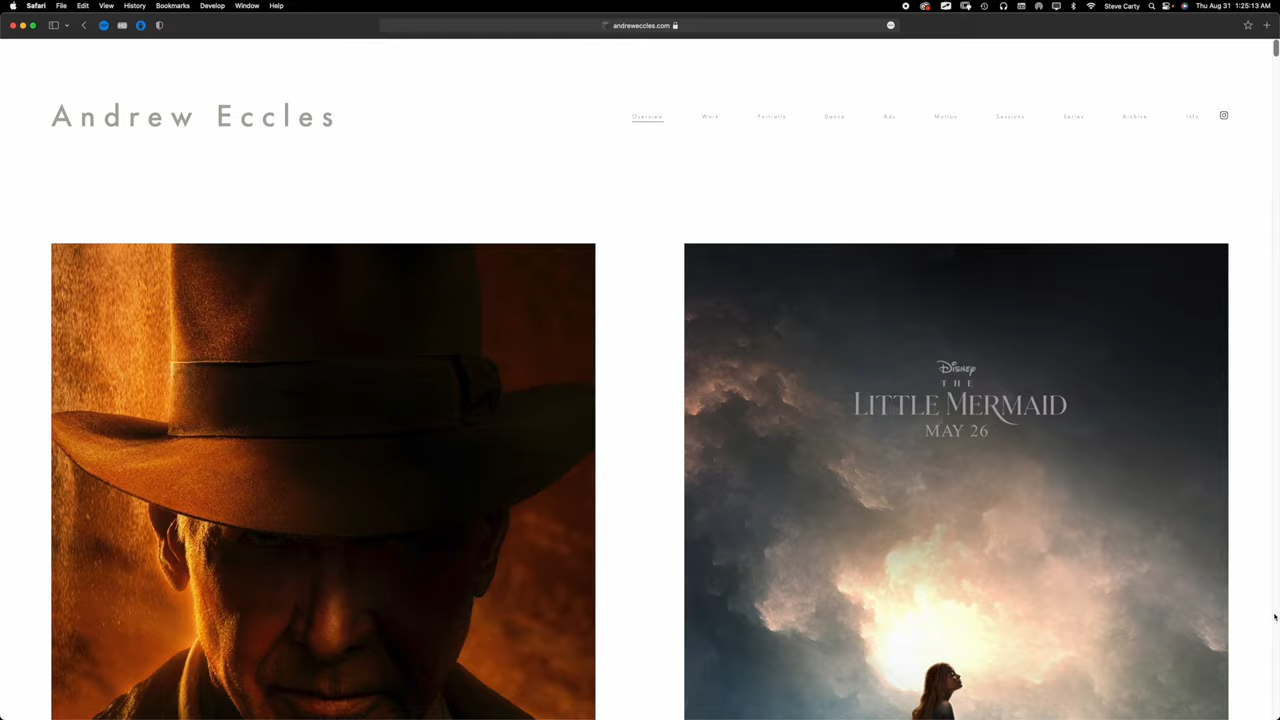 Safari File Edit View History Bookmarks Develop Window Help Steve Carty Thu Aug 31 1:25:13 AM
andreweccles.com
Andrew Eccles
Overview Work Portraits Dance Ads Motion Sessions Series Archive Info
Disney
THE
LITTLE MERMAID
MAY 26